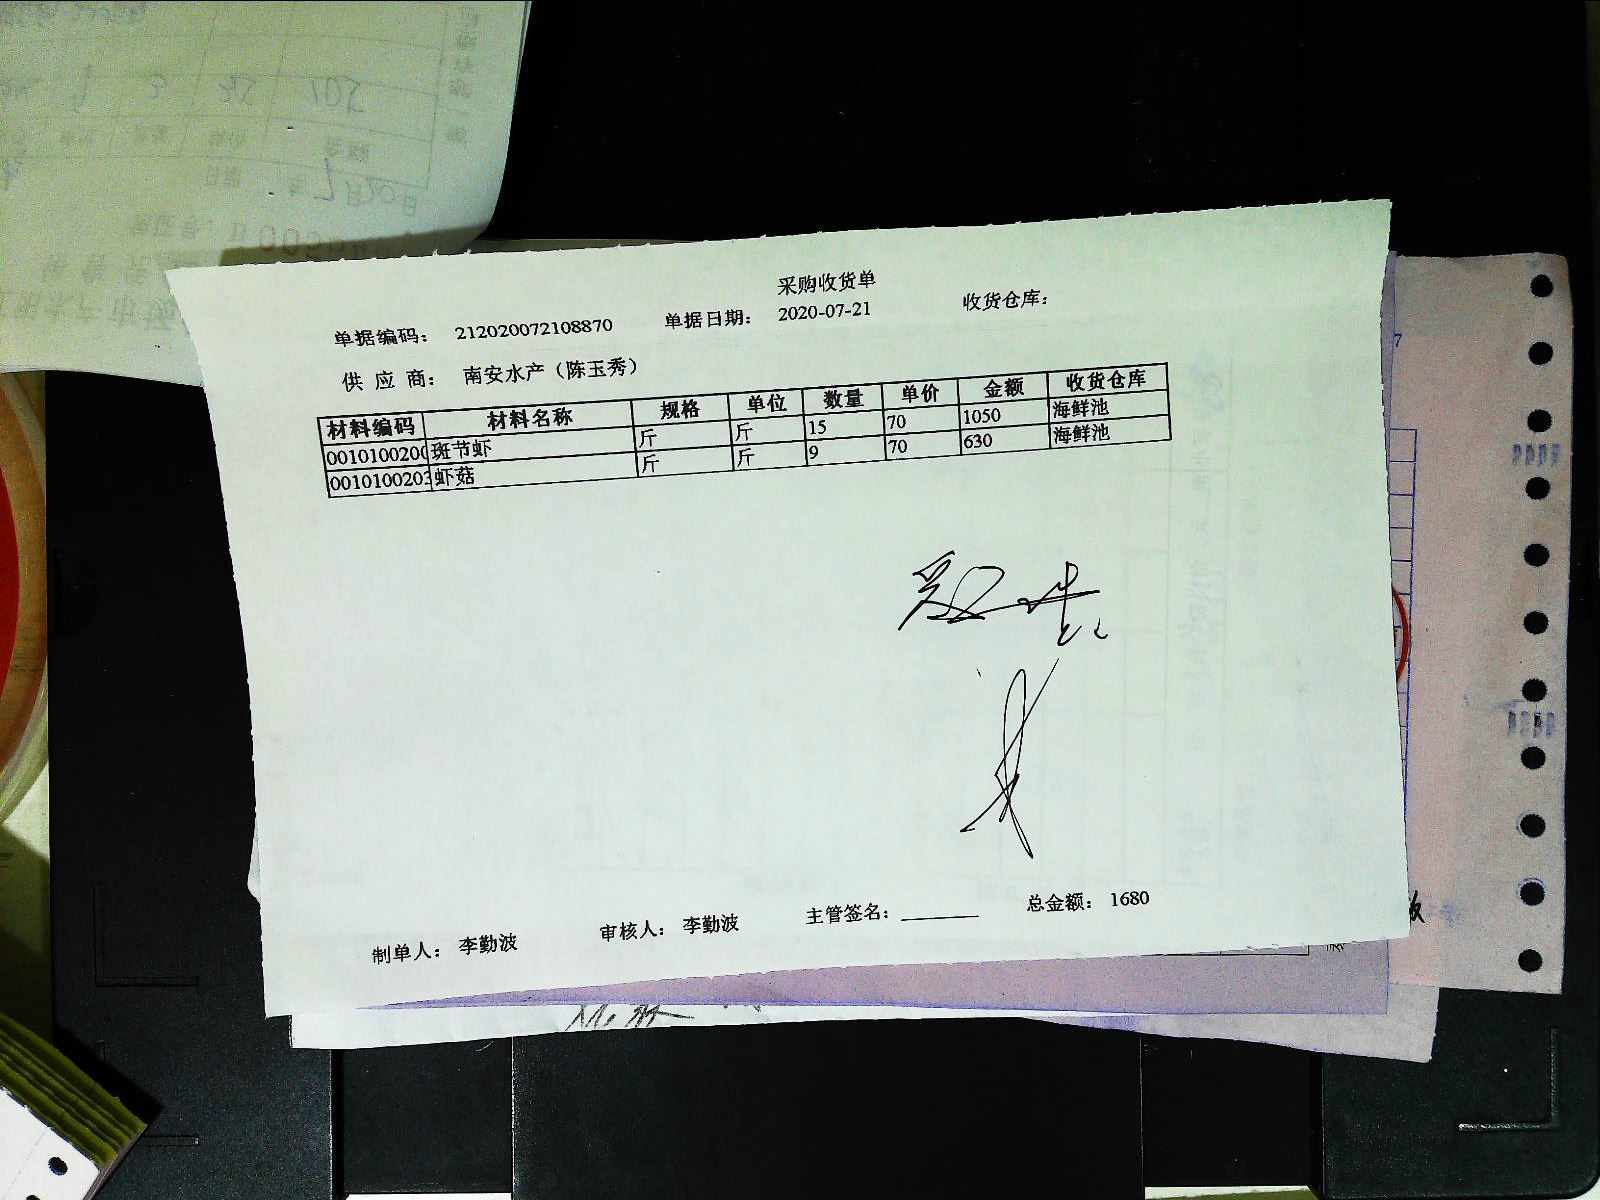 采购收货单
单据编码: 212020072108870 单据日期: 2020-07-21 收货仓库:
供 应 商: 南安水产（陈玉秀）
材料编码 材料名称 规格 单位 数量 单价 金额 收货仓库
0010100200 斑节虾 斤 斤 15 70 1050 海鲜池
0010100203 虾菇 斤 斤 9 70 630 海鲜池
制单人: 李勤波 审核人: 李勤波 主管签名: 总金额: 1680